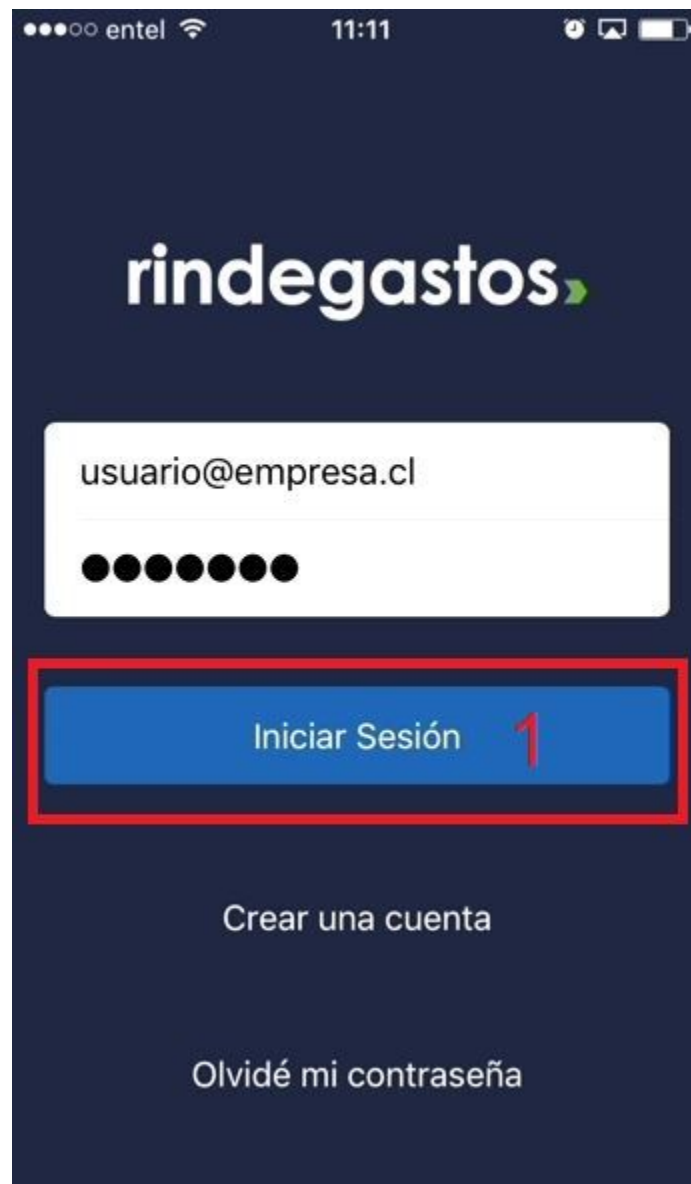 entel 11:11
rindegastos
usuario@empresa.cl
●●●●●●●
Iniciar Sesión 1
Crear una cuenta
Olvidé mi contraseña